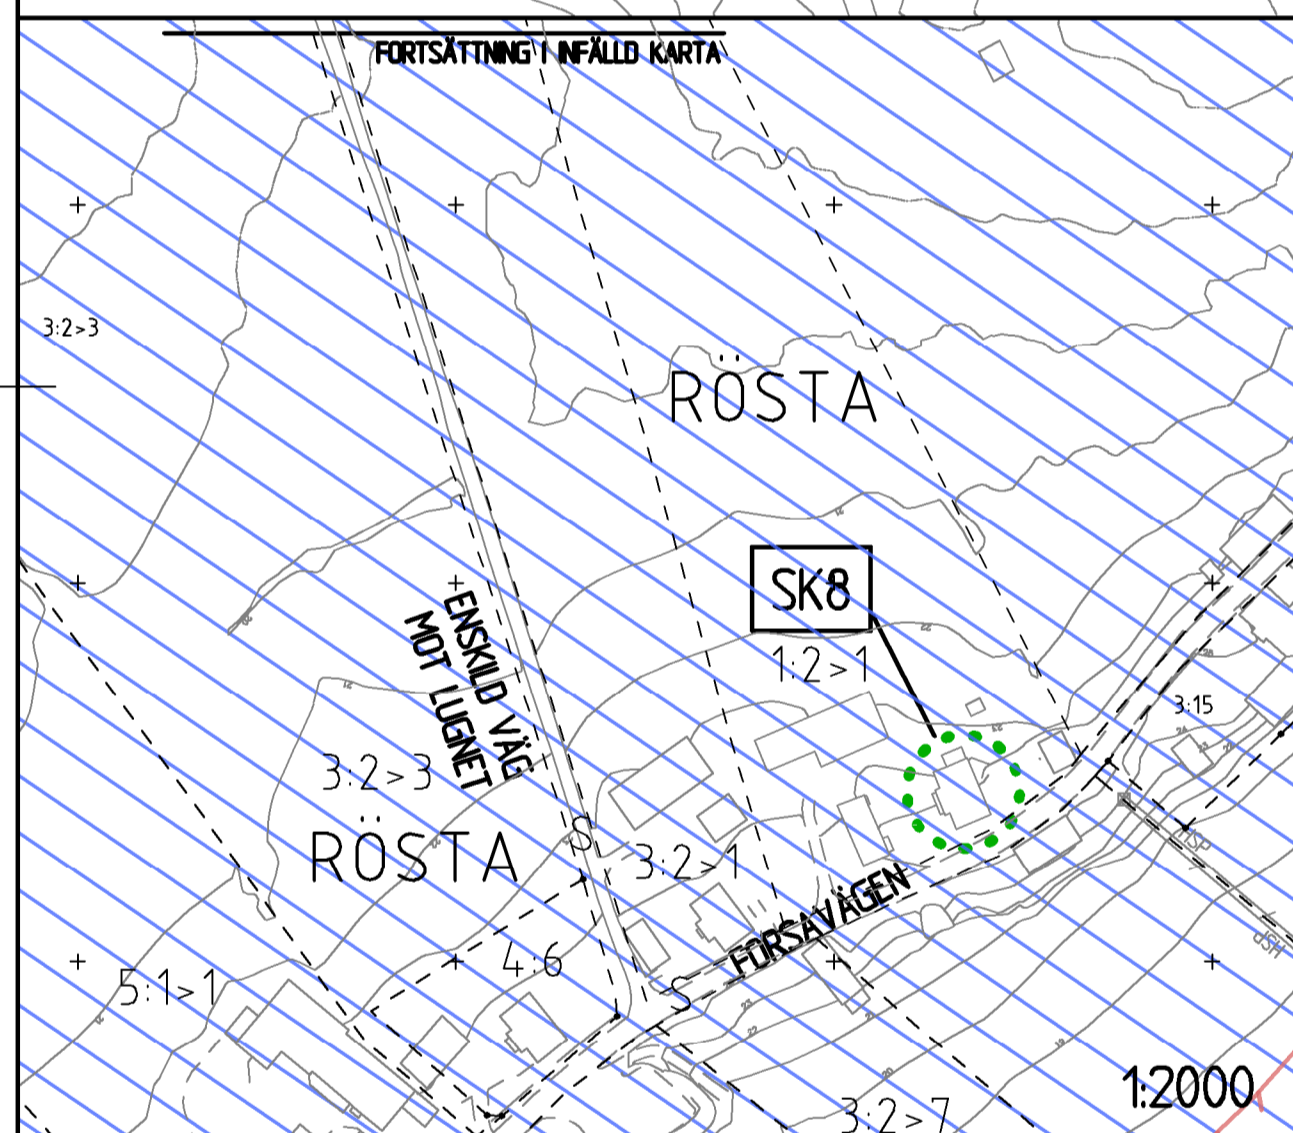 FORTSÄTTNING I INFÄLLD KARTA
3:2>3
RÖSTA
SK8
1:2>1
ENSKILD VÄG
MOT LUGNET
3:15
3:2>3
RÖSTA
S
3:2>1
FORSAVÄGEN
4:6
5:1>1
S
1:2000
3:2>7